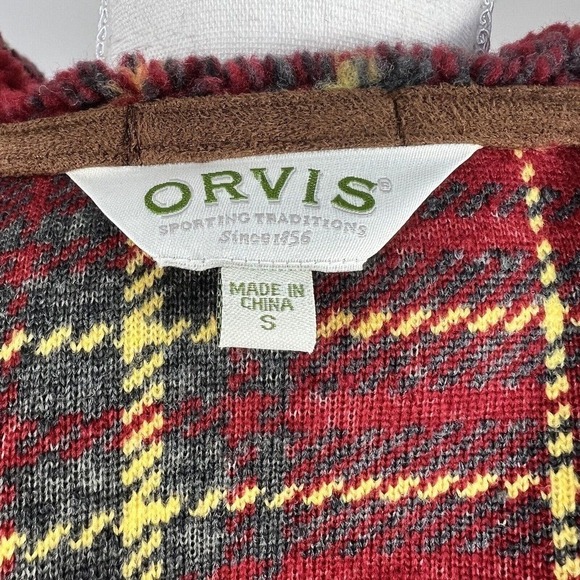 ORVIS®
SPORTING TRADITIONS
Since 1856
MADE IN
CHINA
S